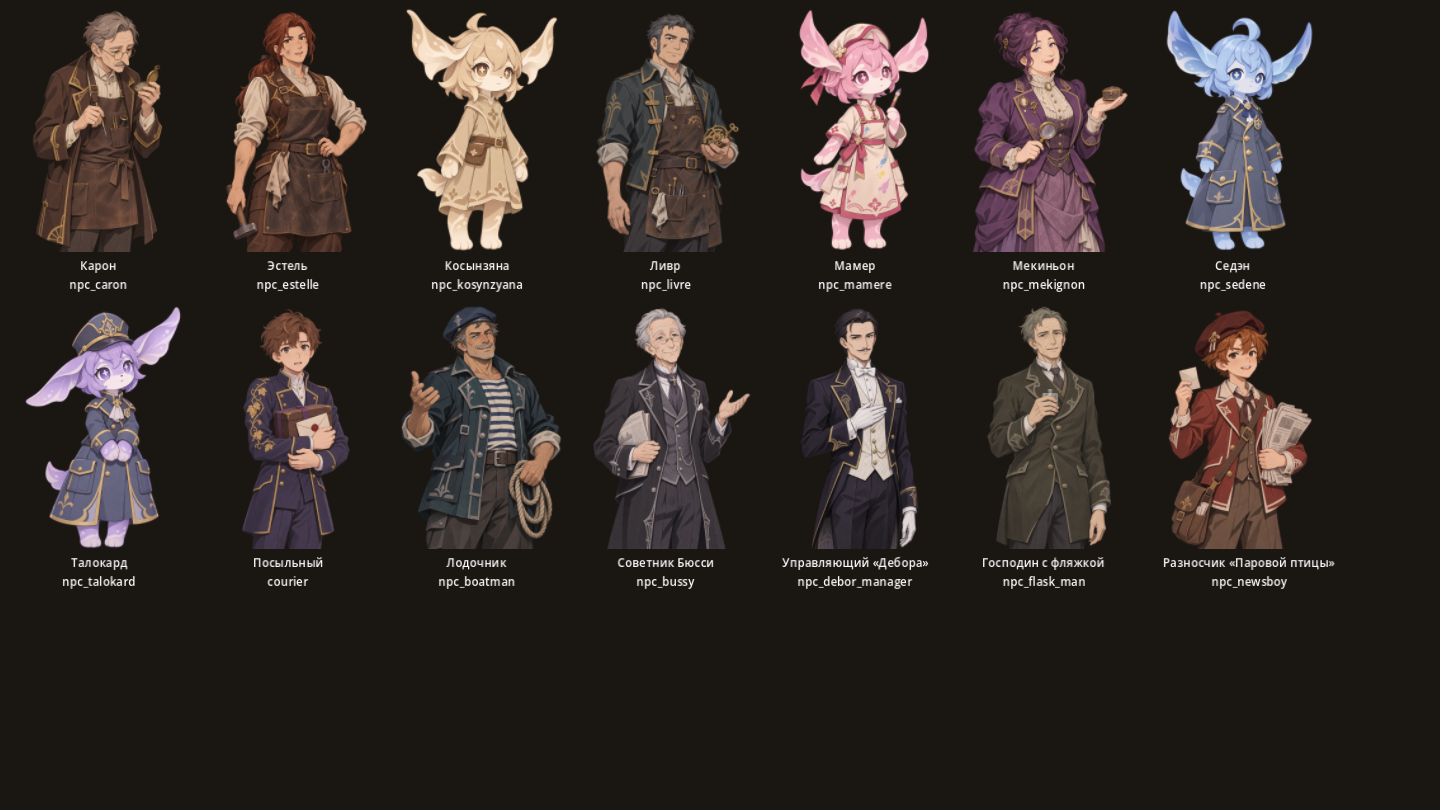 Карон
npc_caron
Эстель
npc_estelle
Косынзяна
npc_kosynzyana
Ливр
npc_livre
Мамер
npc_mamere
Мекиньон
npc_mekignon
Седэн
npc_sedene
Талокард
npc_talokard
Посыльный
courier
Лодочник
npc_boatman
Советник Бюсси
npc_bussy
Управляющий «Дебора»
npc_debor_manager
Господин с фляжкой
npc_flask_man
Разносчик «Паровой птицы»
npc_newsboy